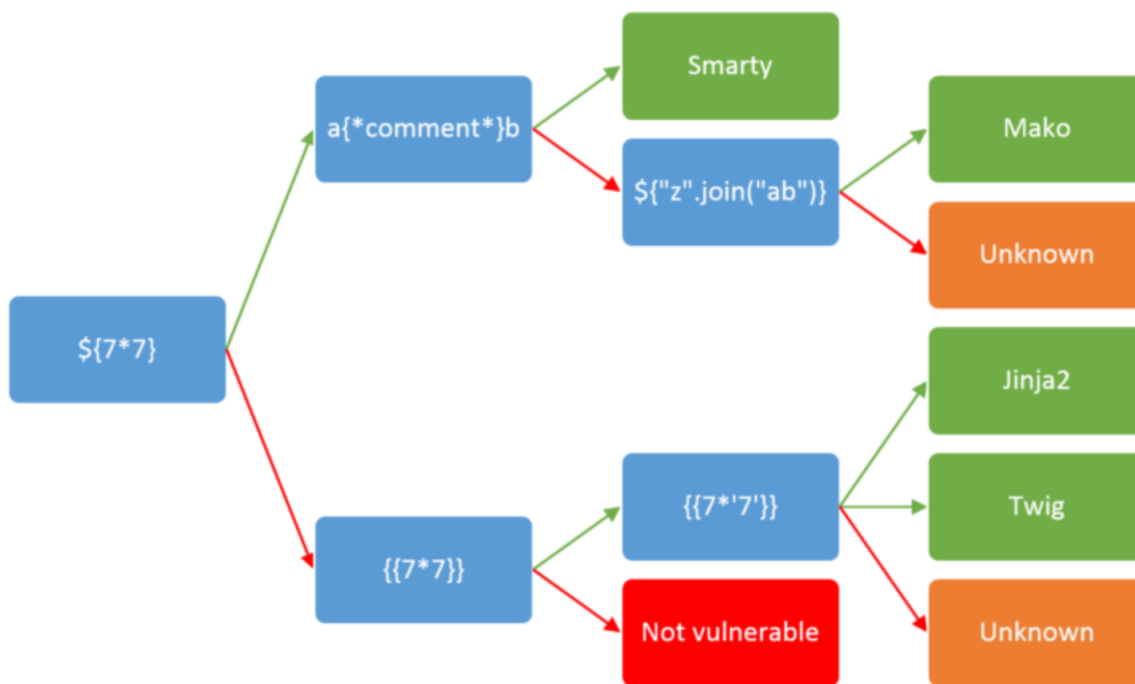 ${7*7}
a{*comment*}b
Smarty
${"z".join("ab")}
Mako
Unknown
{{7*7}}
{{7*'7'}}
Not vulnerable
Jinja2
Twig
Unknown